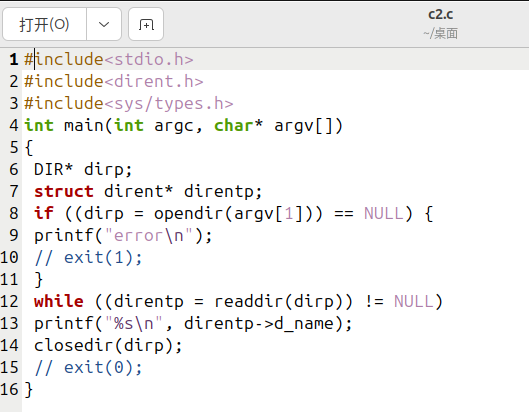 打开(O)
c2.c
~/桌面
1 #include<stdio.h>
2 #include<dirent.h>
3 #include<sys/types.h>
4 int main(int argc, char* argv[])
5 {
6  DIR* dirp;
7  struct dirent* direntp;
8  if ((dirp = opendir(argv[1])) == NULL) {
9  printf("error\n");
10  // exit(1);
11  }
12  while ((direntp = readdir(dirp)) != NULL)
13  printf("%s\n", direntp->d_name);
14  closedir(dirp);
15  // exit(0);
16 }